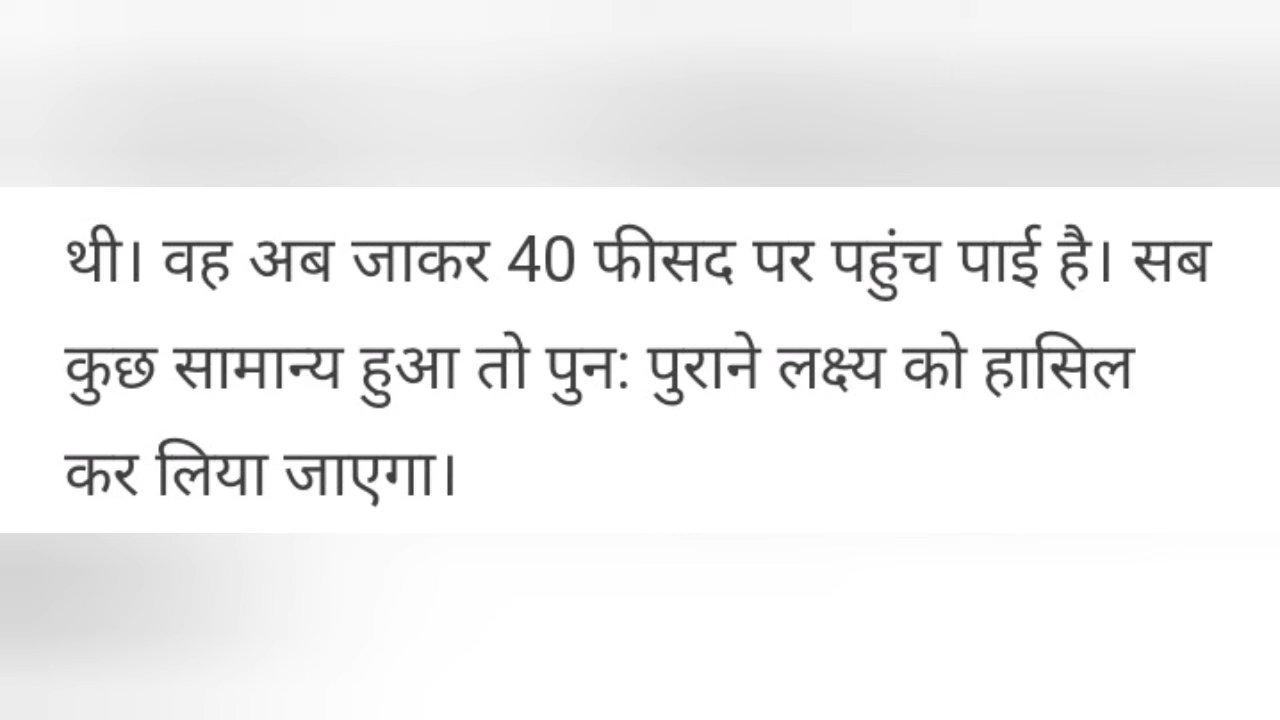 थी। वह अब जाकर 40 फीसद पर पहुंच पाई है। सब
कुछ सामान्य हुआ तो पुन: पुराने लक्ष्य को हासिल
कर लिया जाएगा।